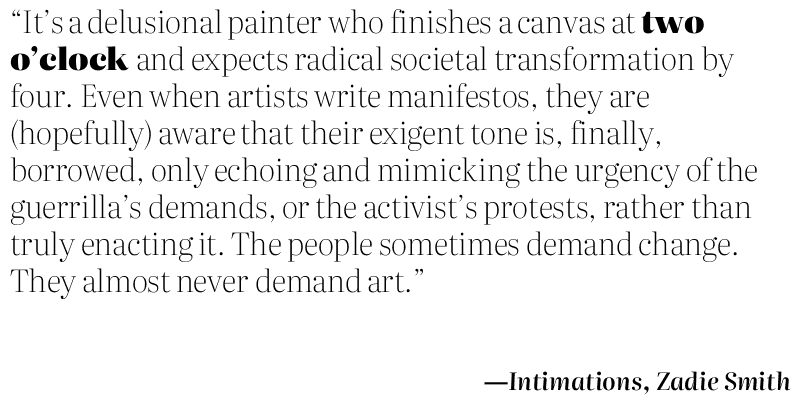 “It’s a delusional painter who finishes a canvas at two
o’clock and expects radical societal transformation by
four. Even when artists write manifestos, they are
(hopefully) aware that their exigent tone is, finally,
borrowed, only echoing and mimicking the urgency of the
guerrilla’s demands, or the activist’s protests, rather than
truly enacting it. The people sometimes demand change.
They almost never demand art.”
—Intimations, Zadie Smith